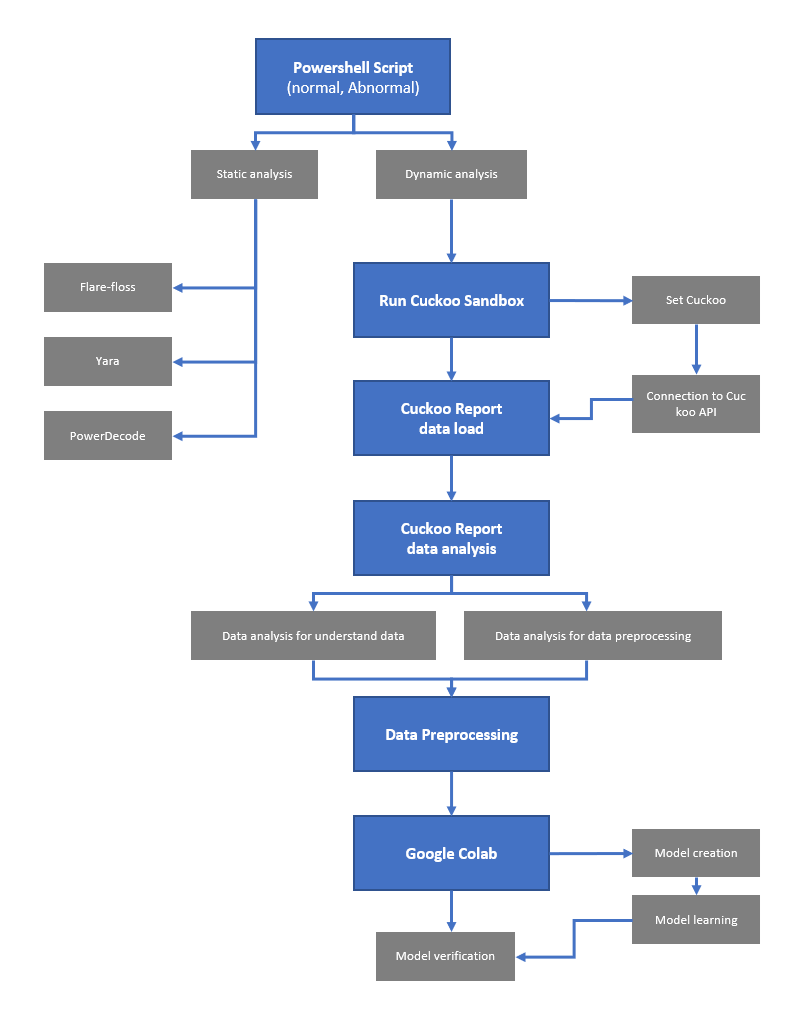 Powershell Script
(normal, Abnormal)
Static analysis
Dynamic analysis
Flare-floss
Run Cuckoo Sandbox
Set Cuckoo
Yara
Connection to Cuc
koo API
Cuckoo Report
data load
PowerDecode
Cuckoo Report
data analysis
Data analysis for understand data
Data analysis for data preprocessing
Data Preprocessing
Google Colab
Model creation
Model learning
Model verification